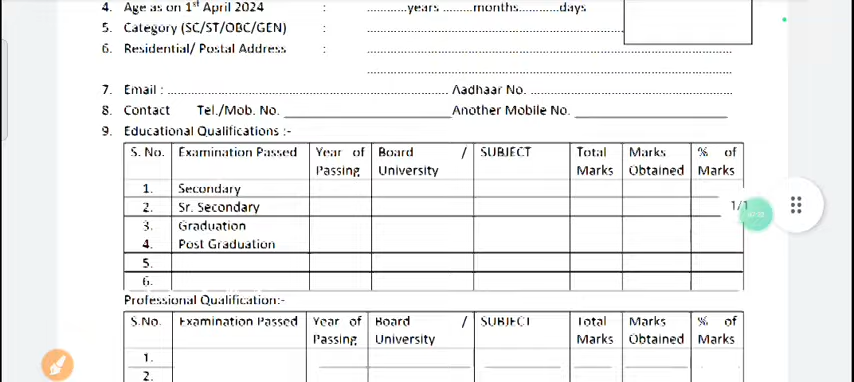 4. Age as on 1st April 2024 : ..........years ........months............days
5. Category (SC/ST/OBC/GEN) : ......................................................
6. Residential/ Postal Address : ......................................................
......................................................
7. Email : ...................................................... Aadhaar No. ......................................................
8. Contact Tel./Mob. No. ____________________ Another Mobile No. ____________________
9. Educational Qualifications :-
S. No. Examination Passed Year of Passing Board / University SUBJECT Total Marks Marks Obtained % of Marks
1. Secondary
2. Sr. Secondary
1/1
3. Graduation
4. Post Graduation
5.
6.
Professional Qualification:-
S.No. Examination Passed Year of Passing Board / University SUBJECT Total Marks Marks Obtained % of Marks
1.
2.